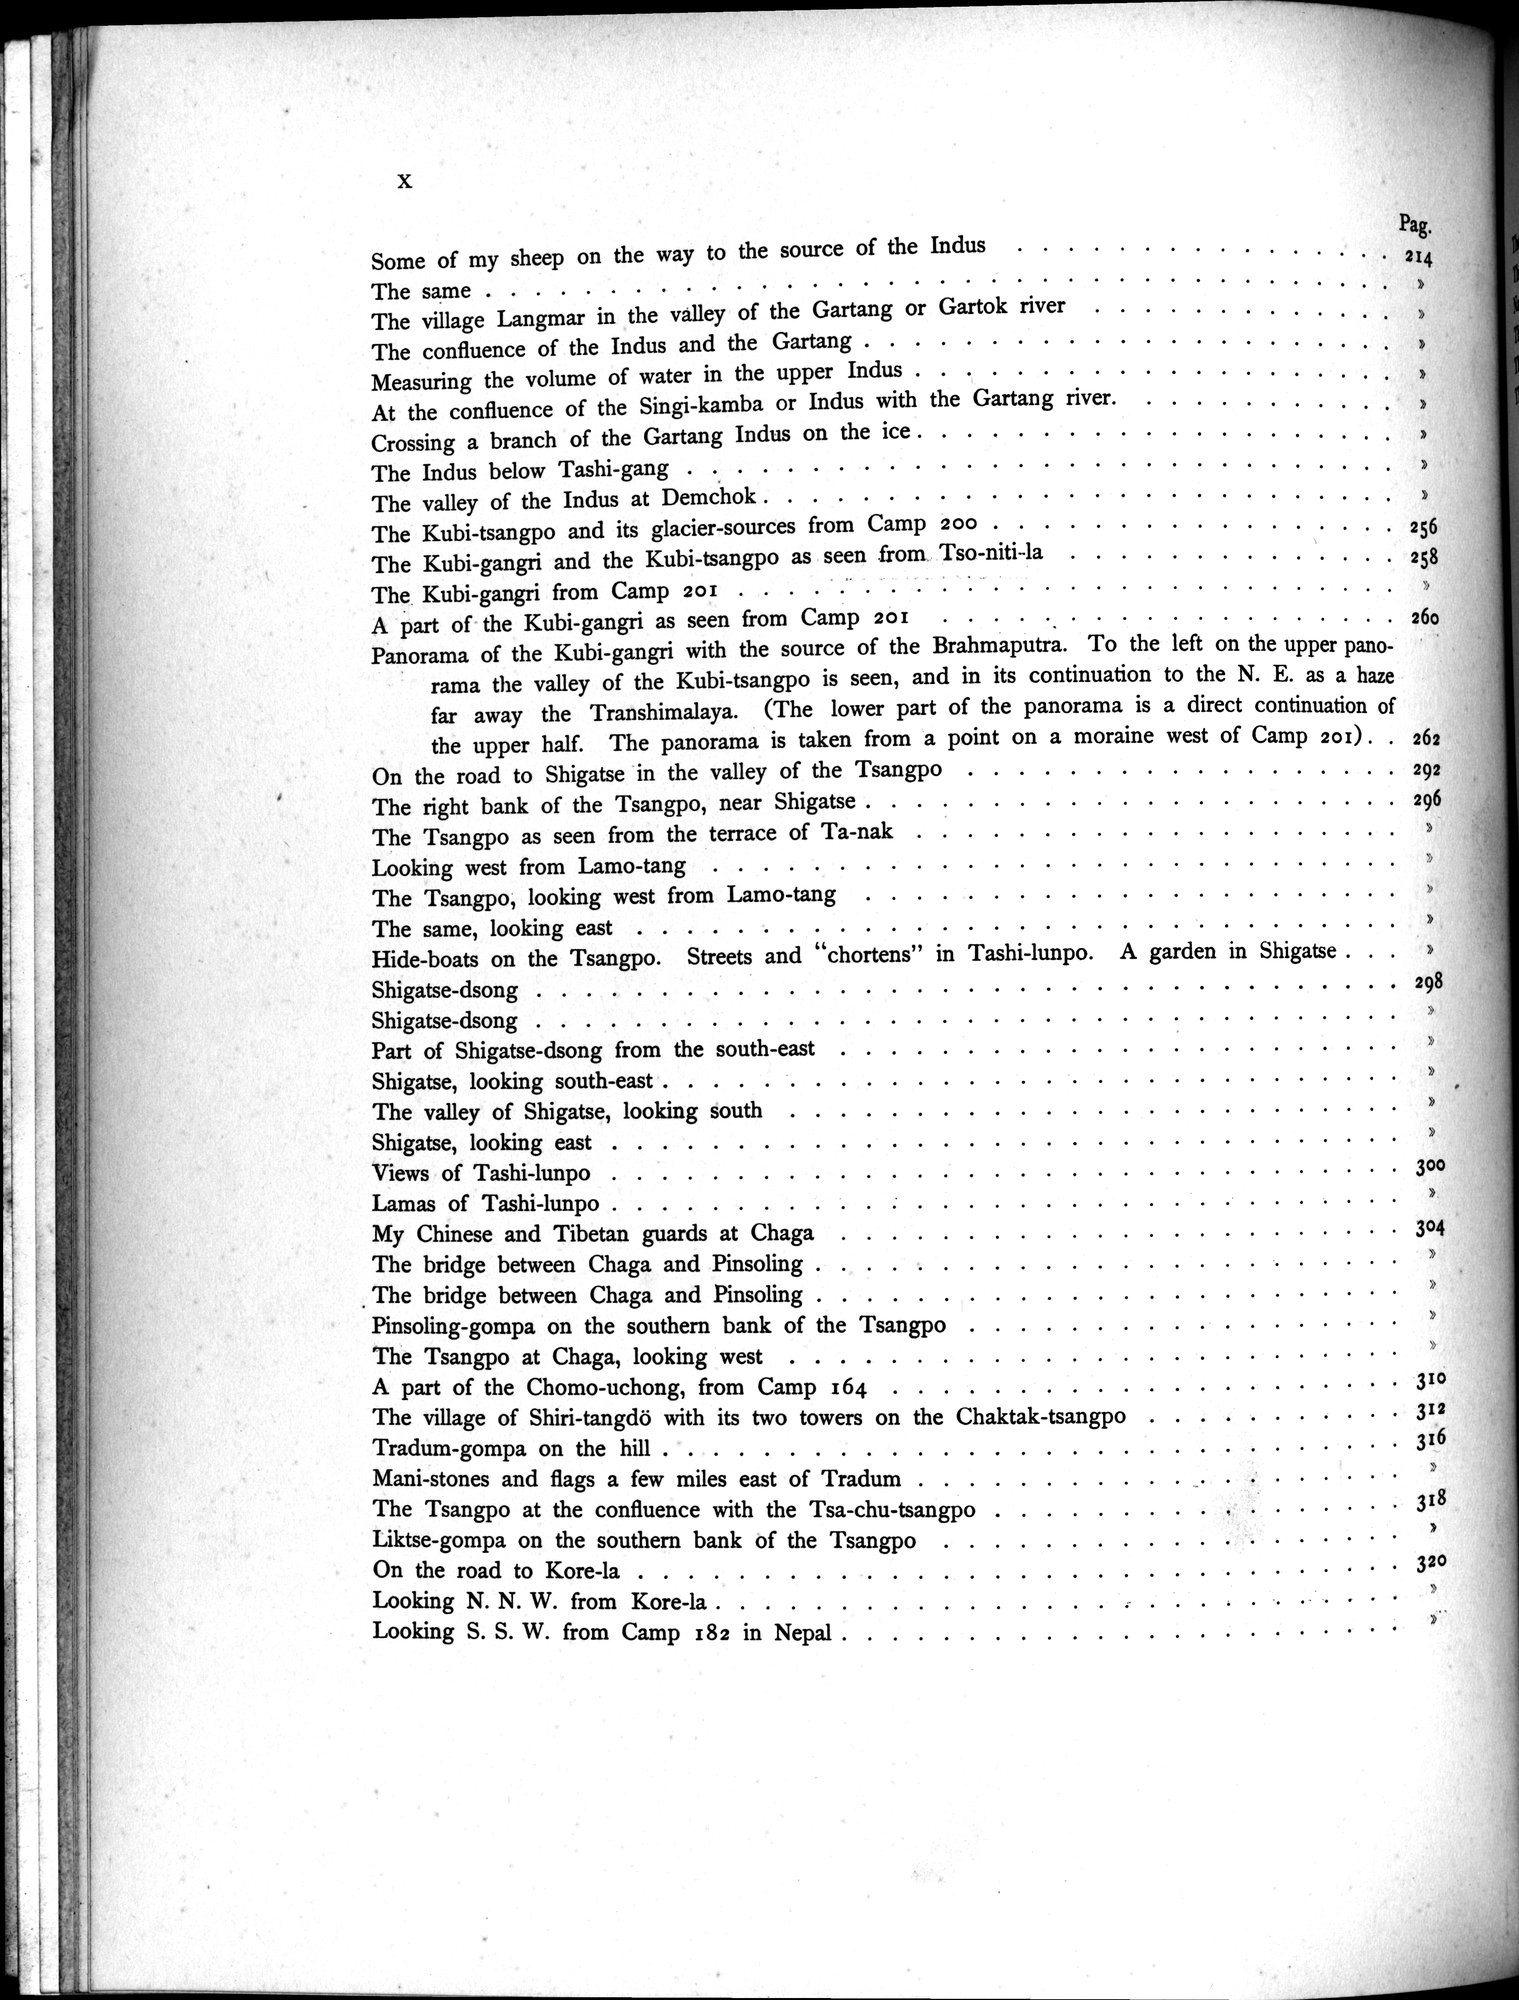 x
Pag.
Some of my sheep on the way to the source of the Indus . . . . . . . . . . . . . . . 214
The same . . . . . . . . . . . . . . . . . . . . . . . . . . . . . . . . . . . . »
The village Langmar in the valley of the Gartang or Gartok river . . . . . . . . . . . . »
The confluence of the Indus and the Gartang . . . . . . . . . . . . . . . . . . . . . »
Measuring the volume of water in the upper Indus . . . . . . . . . . . . . . . . . . . »
At the confluence of the Singi-kamba or Indus with the Gartang river. . . . . . . . . . . »
Crossing a branch of the Gartang Indus on the ice . . . . . . . . . . . . . . . . . . . »
The Indus below Tashi-gang . . . . . . . . . . . . . . . . . . . . . . . . . . . . »
The valley of the Indus at Demchok . . . . . . . . . . . . . . . . . . . . . . . . . »
The Kubi-tsangpo and its glacier-sources from Camp 200 . . . . . . . . . . . . . . . . 256
The Kubi-gangri and the Kubi-tsangpo as seen from Tso-niti-la . . . . . . . . . . . . . 258
The Kubi-gangri from Camp 201 . . . . . . . . . . . . . . . . . . . . . . . . . . »
A part of the Kubi-gangri as seen from Camp 201 . . . . . . . . . . . . . . . . . . 260
Panorama of the Kubi-gangri with the source of the Brahmaputra. To the left on the upper pano-
rama the valley of the Kubi-tsangpo is seen, and in its continuation to the N. E. as a haze
far away the Transhimalaya. (The lower part of the panorama is a direct continuation of
the upper half. The panorama is taken from a point on a moraine west of Camp 201) . . 262
On the road to Shigatse in the valley of the Tsangpo . . . . . . . . . . . . . . . . . 292
The right bank of the Tsangpo, near Shigatse . . . . . . . . . . . . . . . . . . . . . 296
The Tsangpo as seen from the terrace of Ta-nak . . . . . . . . . . . . . . . . . . . »
Looking west from Lamo-tang . . . . . . . . . . . . . . . . . . . . . . . . . . . »
The Tsangpo, looking west from Lamo-tang . . . . . . . . . . . . . . . . . . . . . »
The same, looking east . . . . . . . . . . . . . . . . . . . . . . . . . . . . . . »
Hide-boats on the Tsangpo. Streets and “chortens” in Tashi-lunpo. A garden in Shigatse . . . »
Shigatse-dsong . . . . . . . . . . . . . . . . . . . . . . . . . . . . . . . . . . 298
Shigatse-dsong . . . . . . . . . . . . . . . . . . . . . . . . . . . . . . . . . . »
Part of Shigatse-dsong from the south-east . . . . . . . . . . . . . . . . . . . . . . »
Shigatse, looking south-east . . . . . . . . . . . . . . . . . . . . . . . . . . . . . »
The valley of Shigatse, looking south . . . . . . . . . . . . . . . . . . . . . . . . »
Shigatse, looking east . . . . . . . . . . . . . . . . . . . . . . . . . . . . . . . »
Views of Tashi-lunpo . . . . . . . . . . . . . . . . . . . . . . . . . . . . . . . 300
Lamas of Tashi-lunpo . . . . . . . . . . . . . . . . . . . . . . . . . . . . . . . »
My Chinese and Tibetan guards at Chaga . . . . . . . . . . . . . . . . . . . . . . 304
The bridge between Chaga and Pinsoling . . . . . . . . . . . . . . . . . . . . . . . »
The bridge between Chaga and Pinsoling . . . . . . . . . . . . . . . . . . . . . . . »
Pinsoling-gompa on the southern bank of the Tsangpo . . . . . . . . . . . . . . . . . »
The Tsangpo at Chaga, looking west . . . . . . . . . . . . . . . . . . . . . . . . »
A part of the Chomo-uchong, from Camp 164 . . . . . . . . . . . . . . . . . . . . 310
The village of Shiri-tangdö with its two towers on the Chaktak-tsangpo . . . . . . . . . . 312
Tradum-gompa on the hill . . . . . . . . . . . . . . . . . . . . . . . . . . . . . 316
Mani-stones and flags a few miles east of Tradum . . . . . . . . . . . . . . . . . . . »
The Tsangpo at the confluence with the Tsa-chu-tsangpo . . . . . . . . . . . . . . . . 318
Liktse-gompa on the southern bank of the Tsangpo . . . . . . . . . . . . . . . . . . »
On the road to Kore-la . . . . . . . . . . . . . . . . . . . . . . . . . . . . . . 320
Looking N. N. W. from Kore-la . . . . . . . . . . . . . . . . . . . . . . . . . . . »
Looking S. S. W. from Camp 182 in Nepal . . . . . . . . . . . . . . . . . . . . . . »